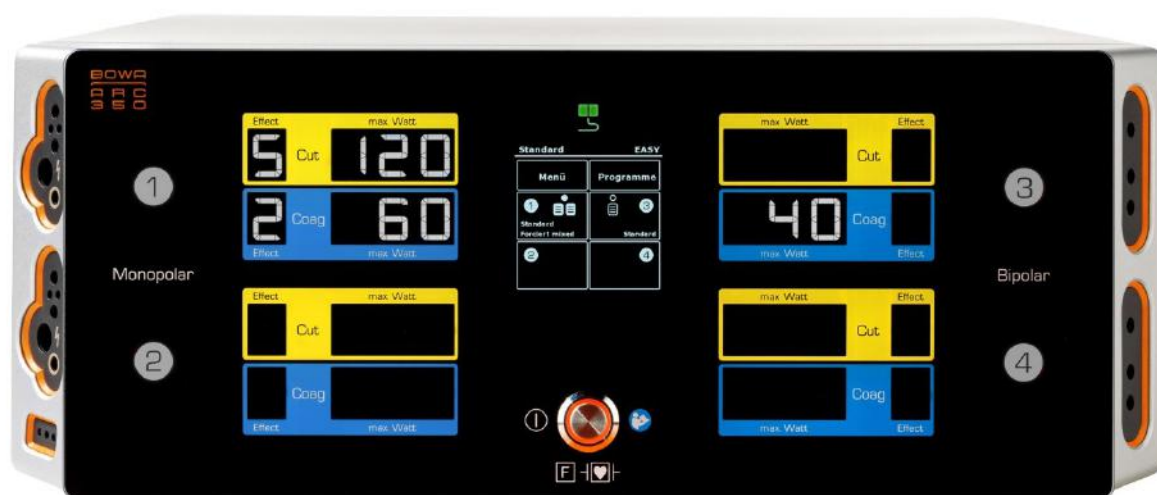 BOWA
ARC
350
Effect max. Watt
5 Cut 120
2 Coag 60
Effect max. Watt
1
Monopolar
Effect max. Watt
Cut
Coag
Effect max. Watt
2
Standard EASY
Menü Programme
1 3
Standard
Forciert mixed Standard
2 4
F
max. Watt Effect
Cut
40 Coag
max. Watt Effect
3
Bipolar
max. Watt Effect
Cut
Coag
max. Watt Effect
4